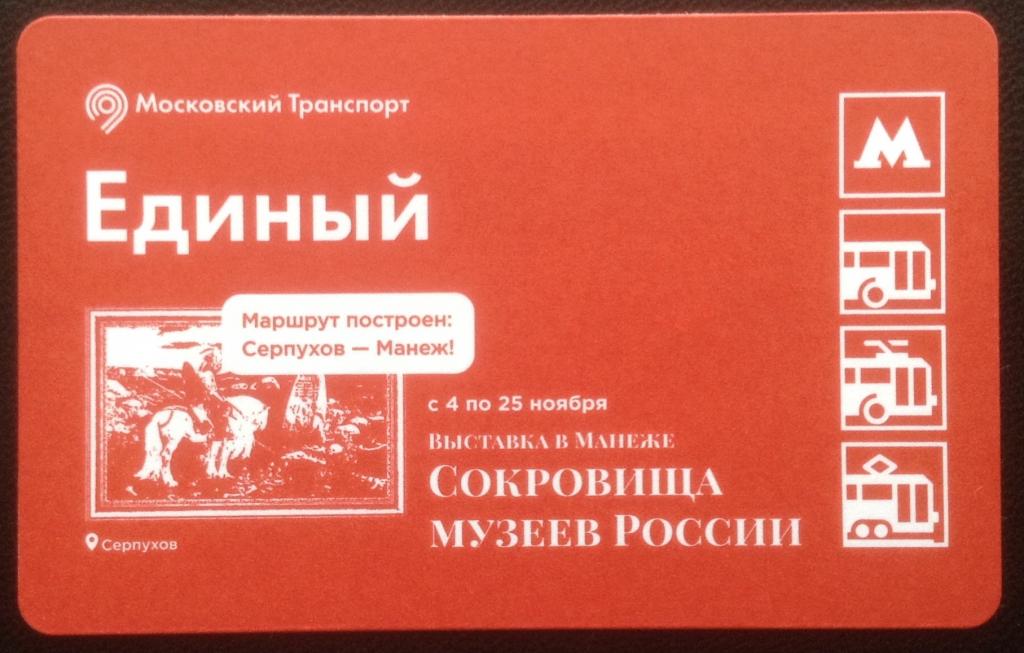 Московский Транспорт
М
Единый
Маршрут построен:
Серпухов — Манеж!
с 4 по 25 ноября
Выставка в Манеже
Сокровища
музеев России
Серпухов